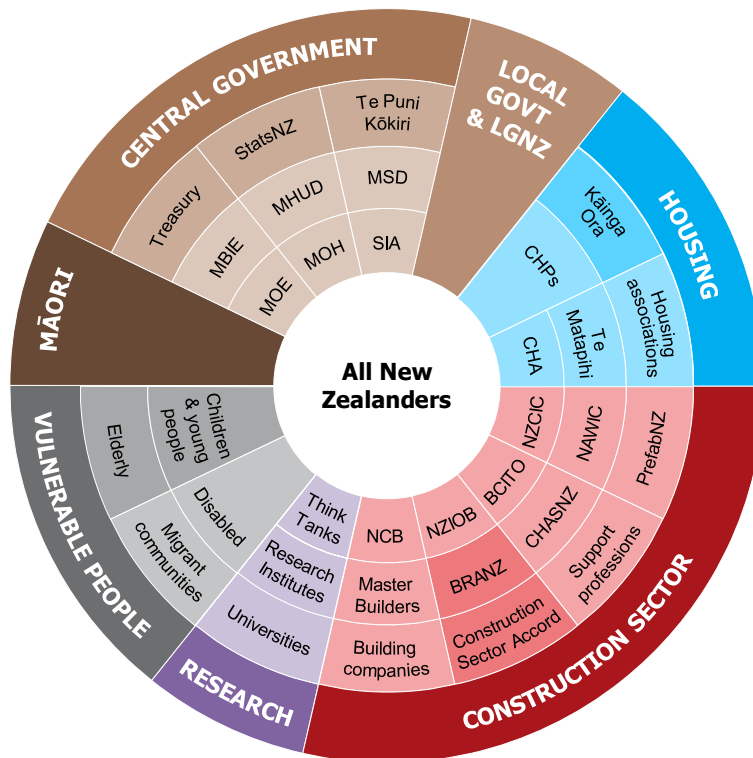 CENTRAL GOVERNMENT
Te Puni
Kōkiri
StatsNZ
Treasury
MSD
MHUD
MBIE
SIA
MOH
MOE
LOCAL
GOVT
& LGNZ
HOUSING
Kāinga
Ora
CHPs
Housing
associations
Te
Matapihi
CHA
All New
Zealanders
CONSTRUCTION SECTOR
NZCIC
NAWIC
PrefabNZ
BCITO
CHASNZ
Support
professions
NZIOB
BRANZ
Construction
Sector Accord
NCB
Master
Builders
Building
companies
RESEARCH
Think
Tanks
Research
Institutes
Universities
VULNERABLE PEOPLE
Children
& young
people
Elderly
Disabled
Migrant
communities
MĀORI